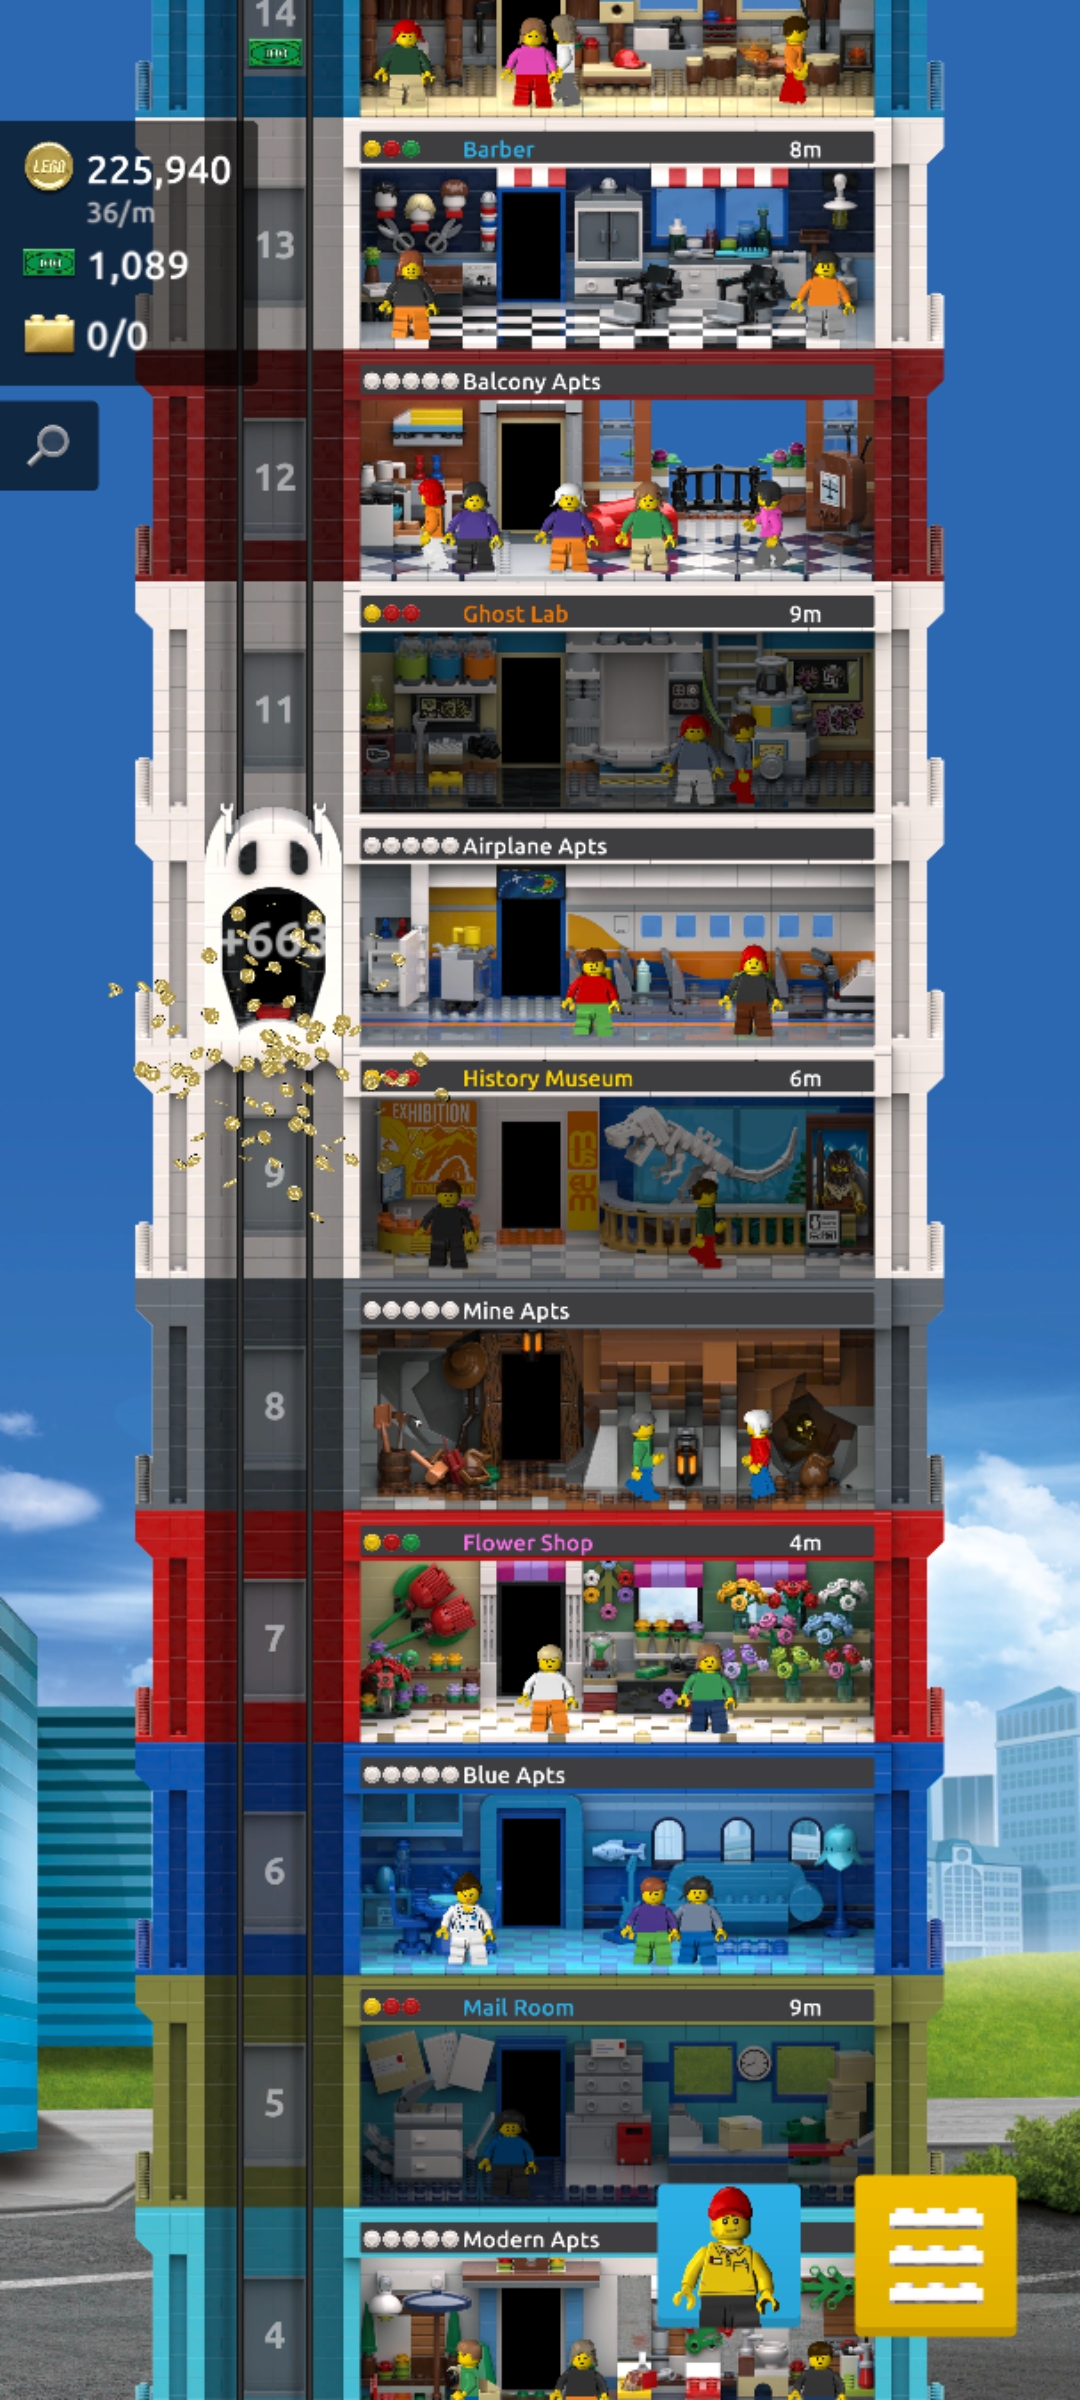 14
LEGO 225,940
36/m
1,089
0/0
Barber 8m
13
Balcony Apts
12
Ghost Lab 9m
11
Airplane Apts
+663
History Museum 6m
EXHIBITION
museum
9
Mine Apts
8
Flower Shop 4m
7
Blue Apts
6
Mail Room 9m
5
Modern Apts
4